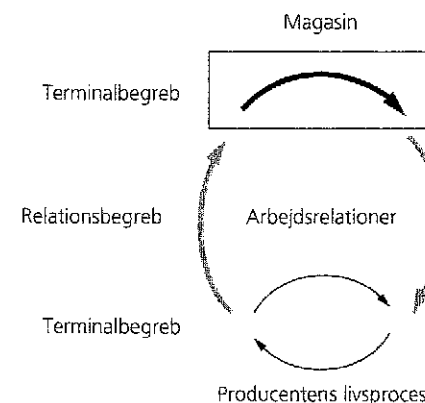 Magasin
Terminalbegreb
Relationsbegreb Arbejdsrelationer
Terminalbegreb
Producentens livsproces